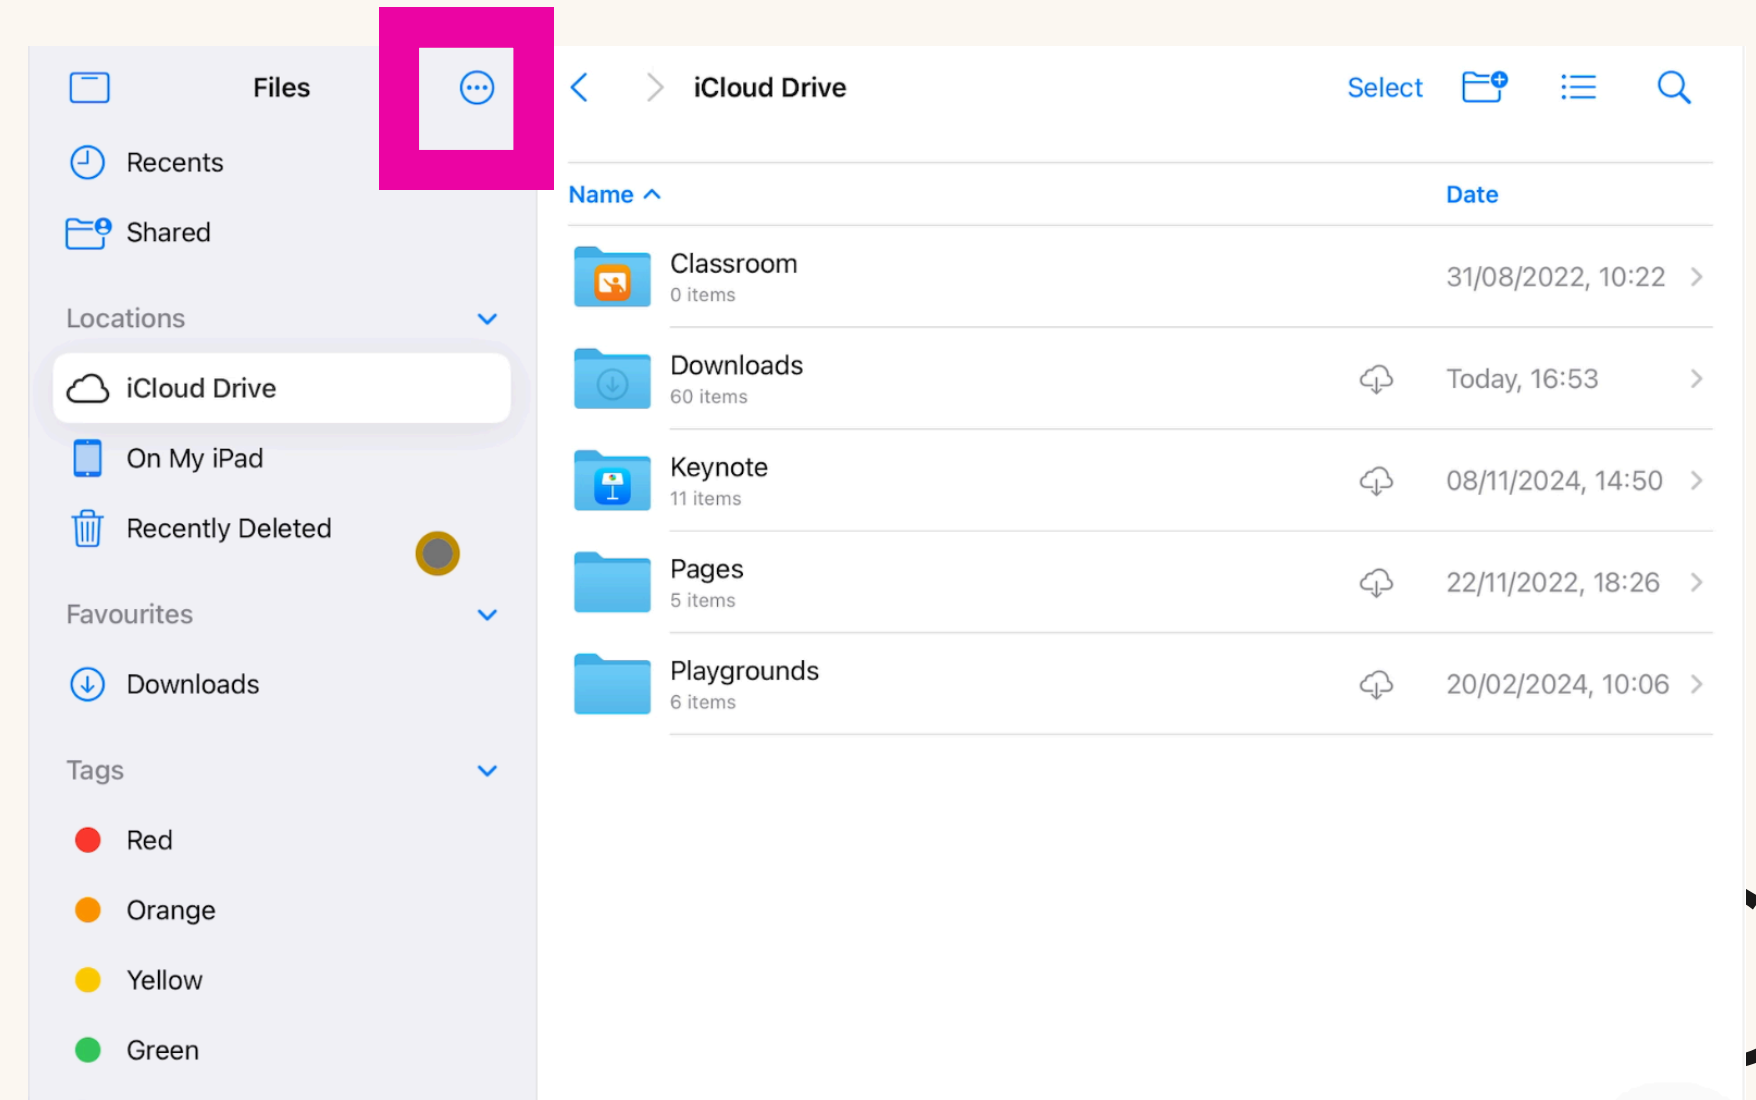 Files
Recents
Shared
Locations
iCloud Drive
On My iPad
Recently Deleted
Favourites
Downloads
Tags
Red
Orange
Yellow
Green
iCloud Drive
Select
Name
Date
Classroom
0 items
31/08/2022, 10:22
Downloads
60 items
Today, 16:53
Keynote
11 items
08/11/2024, 14:50
Pages
5 items
22/11/2022, 18:26
Playgrounds
6 items
20/02/2024, 10:06